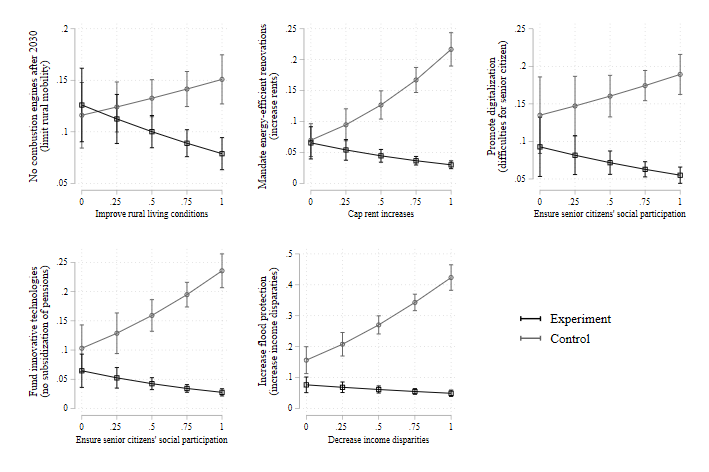 No combustion engines after 2030
(limit rural mobility)
.2
.15
.1
.05
0 .25 .5 .75 1
Improve rural living conditions
Mandate energy-efficient renovations
(increase rents)
.25
.2
.15
.1
.05
0
0 .25 .5 .75 1
Cap rent increases
Promote digitalization
(difficulties for senior citizen)
.25
.2
.15
.1
.05
0 .25 .5 .75 1
Ensure senior citizens' social participation
Fund innovative technologies
(no subsidization of pensions)
.25
.2
.15
.1
.05
0
0 .25 .5 .75 1
Ensure senior citizens' social participation
Increase flood protection
(increase income disparaties)
.5
.4
.3
.2
.1
0
0 .25 .5 .75 1
Decrease income disparities
Experiment
Control